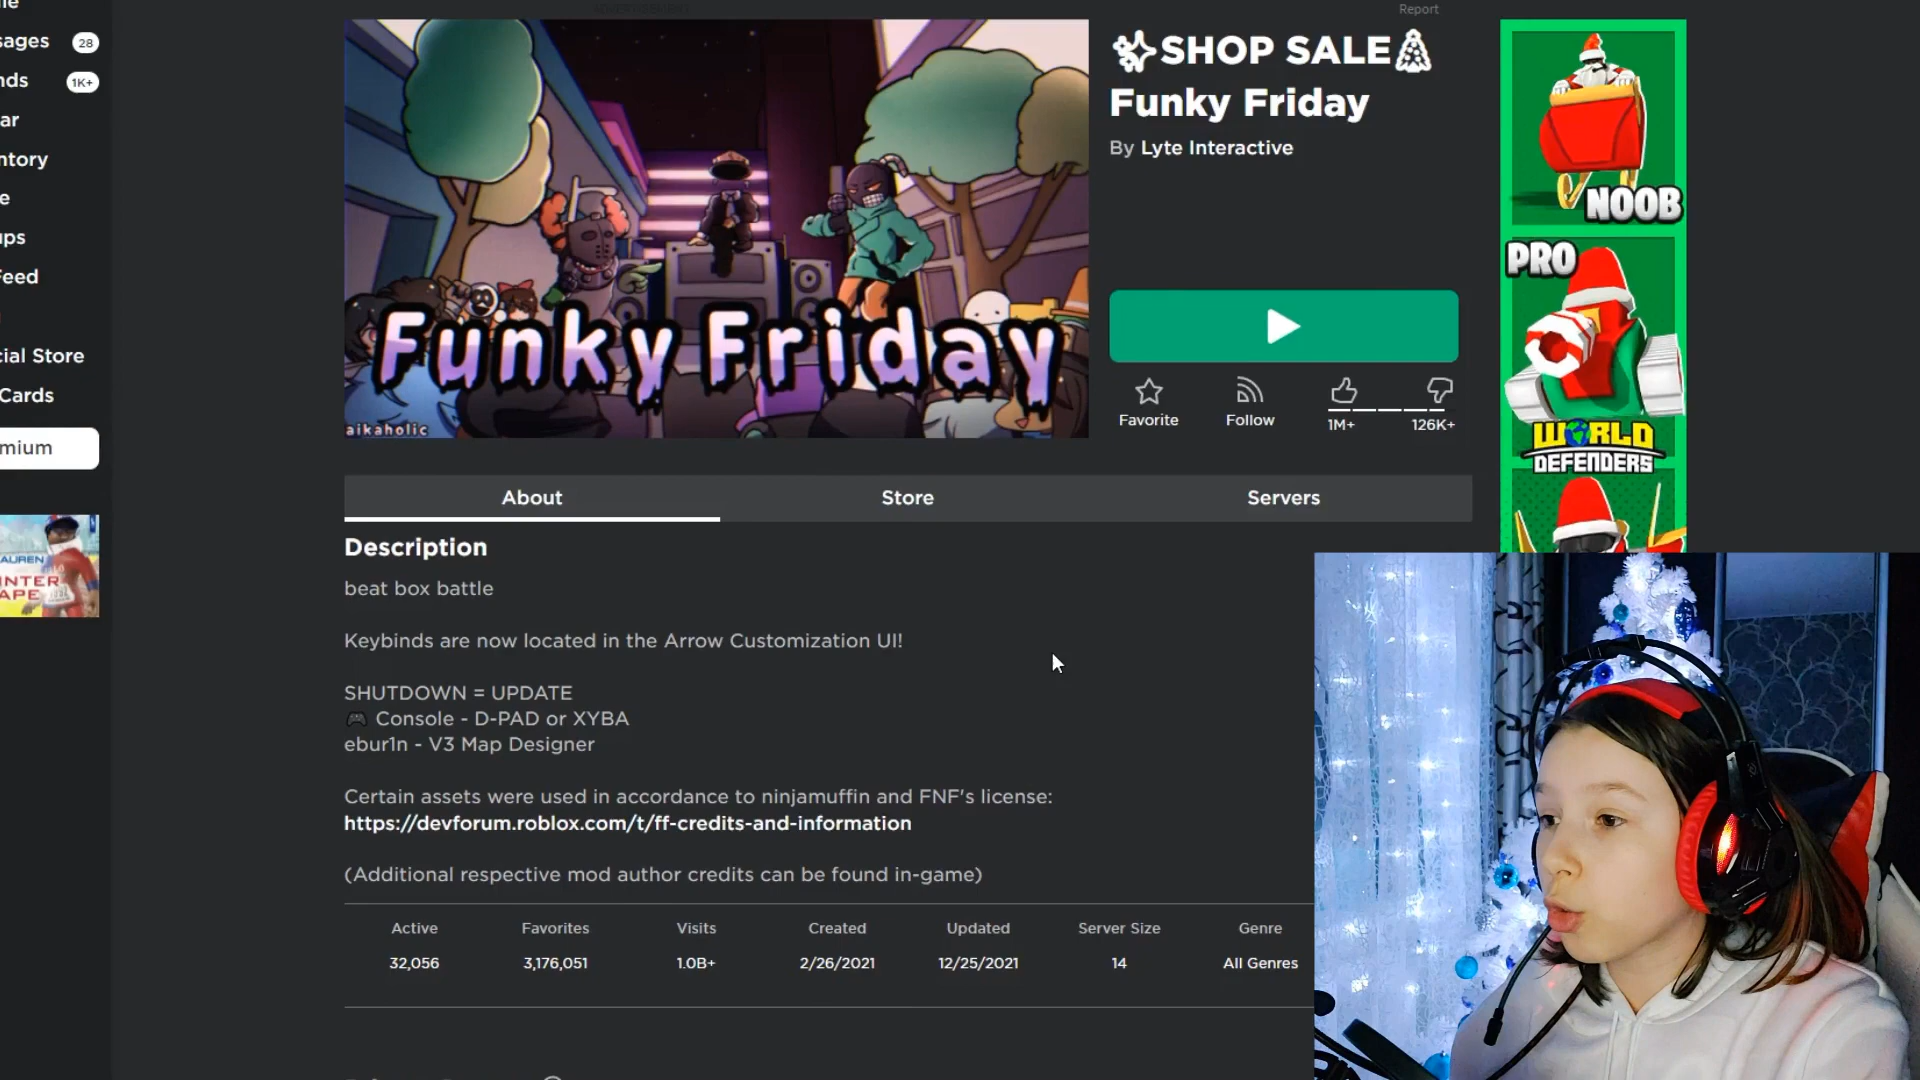 Report
sages 28
nds 1K+
ar
ntory
e
ups
Feed
cial Store
Cards
mium
AUREN
Funky Friday
aikaholic
SHOP SALE
Funky Friday
By Lyte Interactive
Favorite
Follow
1M+
126K+
NOOB
PRO
WORLD
DEFENDERS
About
Store
Servers
Description
beat box battle
Keybinds are now located in the Arrow Customization UI!
SHUTDOWN = UPDATE
🎮 Console - D-PAD or XYBA
ebur1n - V3 Map Designer
Certain assets were used in accordance to ninjamuffin and FNF's license:
https://devforum.roblox.com/t/ff-credits-and-information
(Additional respective mod author credits can be found in-game)
Active Favorites Visits Created Updated Server Size Genre
32,056 3,176,051 1.0B+ 2/26/2021 12/25/2021 14 All Genres